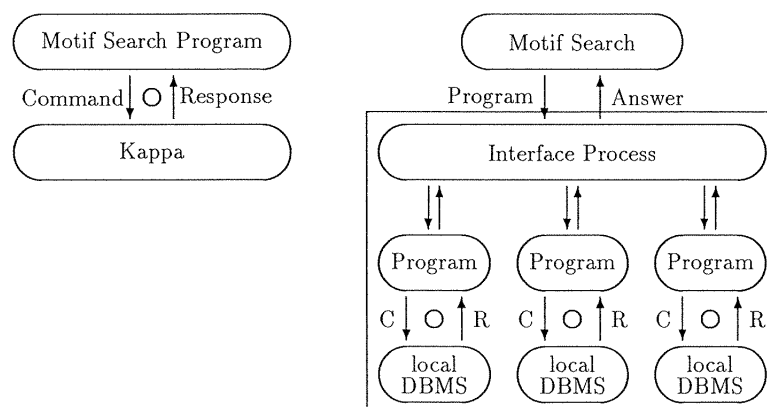 Motif Search Program
Command
Response
Kappa
Motif Search
Program
Answer
Interface Process
Program
Program
Program
C
R
C
R
C
R
local
DBMS
local
DBMS
local
DBMS